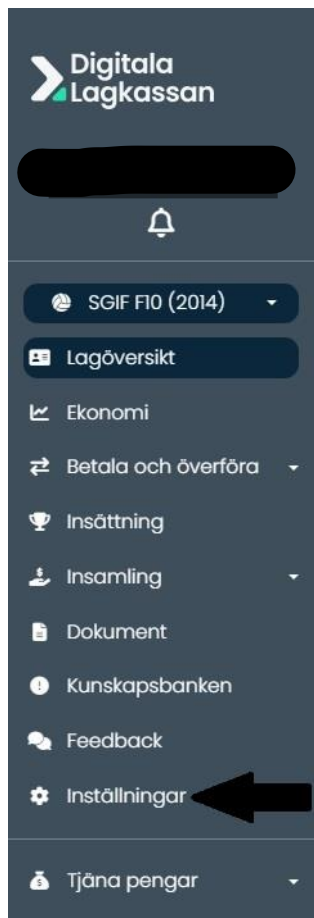 Digitala
Lagkassan
SGIF F10 (2014)
Lagöversikt
Ekonomi
Betala och överföra
Insättning
Insamling
Dokument
Kunskapsbanken
Feedback
Inställningar
Tjäna pengar